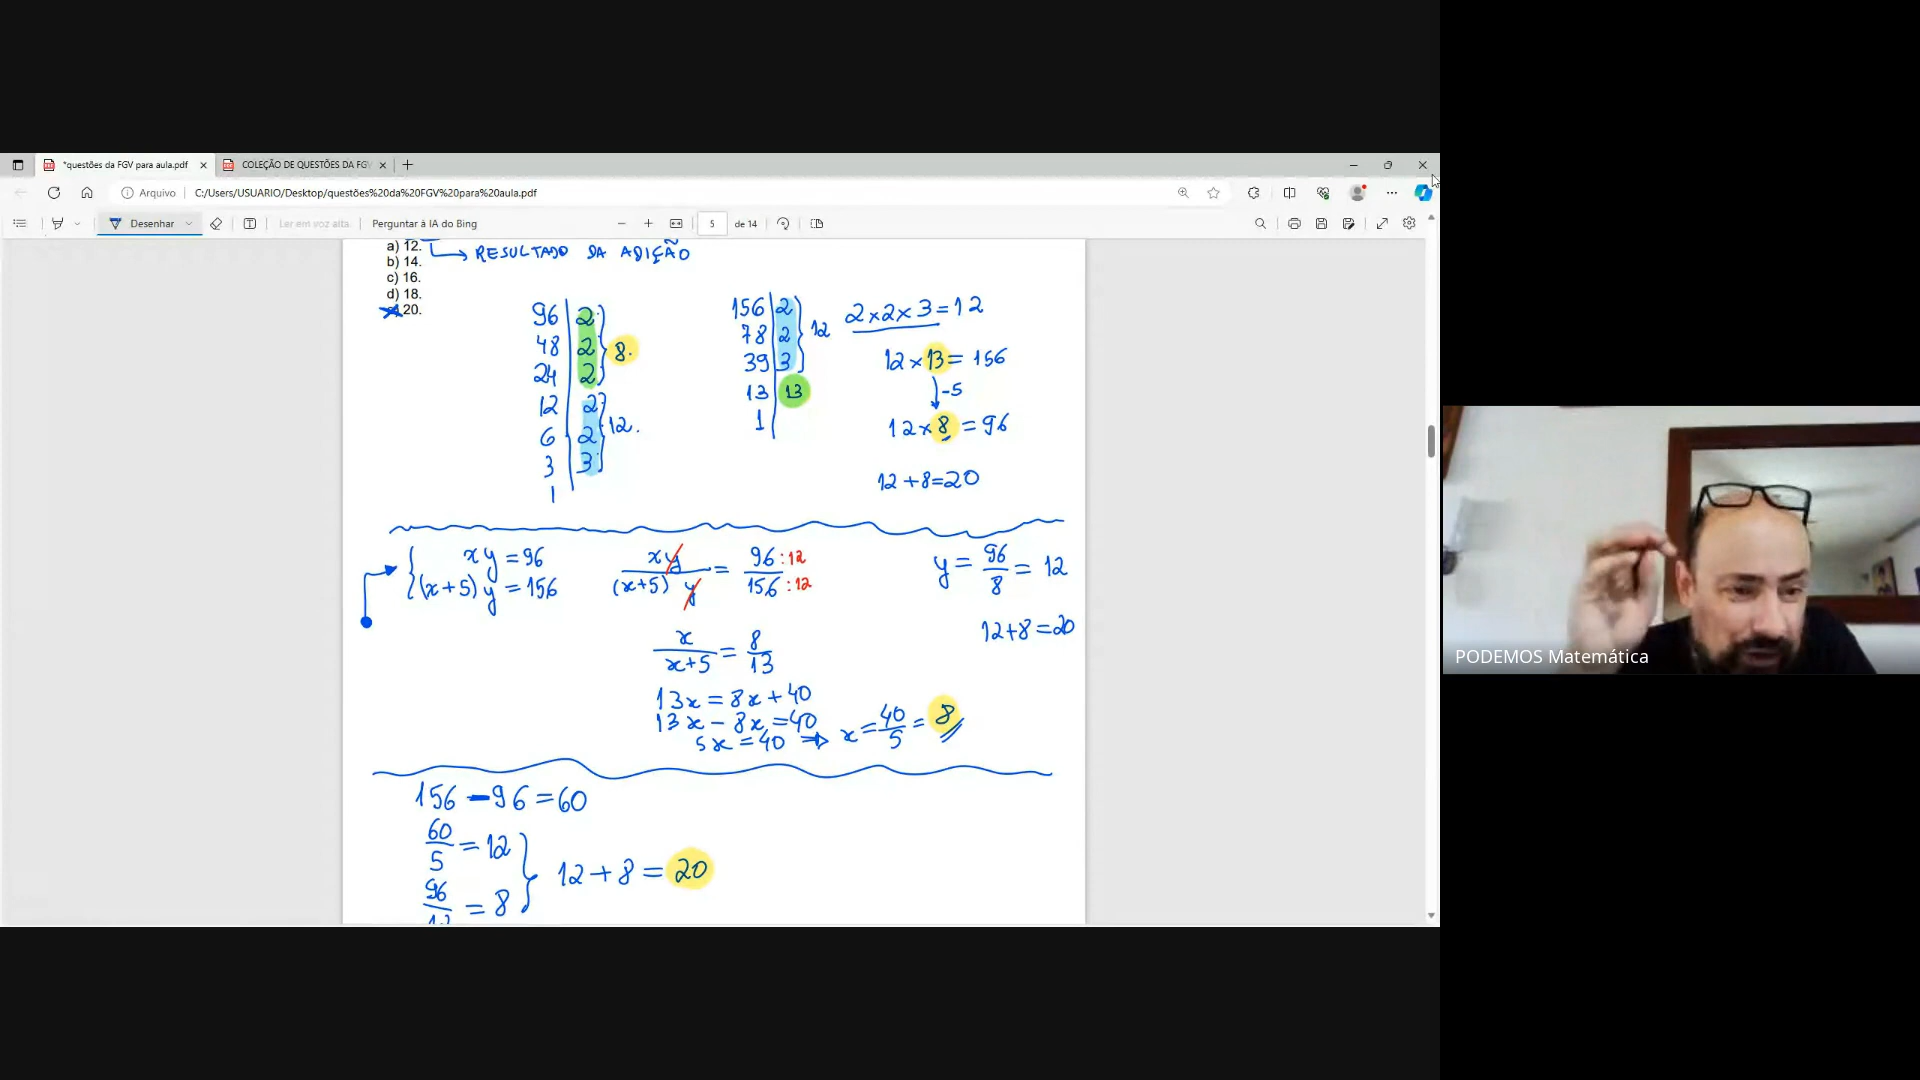 *questões da FGV para aula.pdf
COLEÇÃO DE QUESTÕES DA FGV
Arquivo
C:/Users/USUARIO/Desktop/questões%20da%20FGV%20para%20aula.pdf
Desenhar
Ler em voz alta
Perguntar à IA do Bing
5
de 14
a) 12.
RESULTADO DA ADIÇÃO
b) 14.
c) 16.
d) 18.
20.
96 | 2
48 | 2
24 | 2
8.
12 | 2
6 | 2
3 | 3
12.
1
156 | 2
78 | 2
39 | 3
12
13 | 13
1
2×2×3=12
12×13=156
-5
12×8=96
12+8=20
xy=96
(x+5)y=156
xy/(x+5)y = 96:12/156:12
x/x+5 = 8/13
13x=8x+40
13x-8x=40
5x=40 ⇒ x=40/5=8
y=96/8=12
12+8=20
156-96=60
60/5=12
96/12=8
12+8=20
PODEMOS Matemática